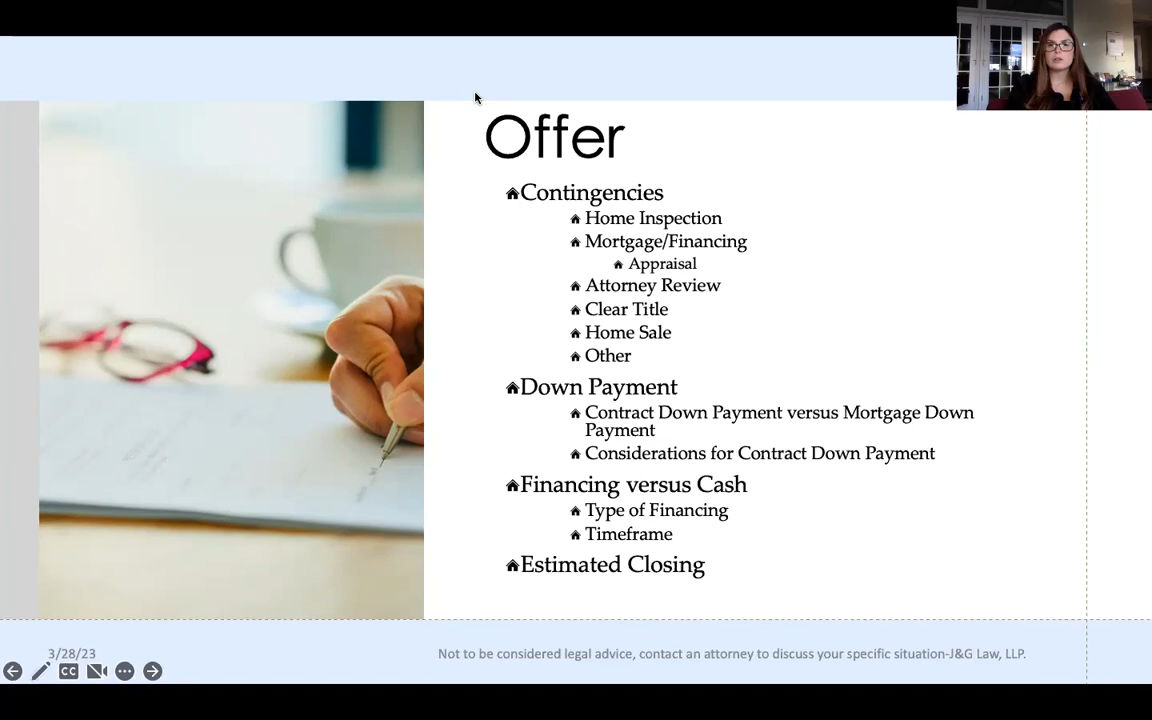 Offer
Contingencies
Home Inspection
Mortgage/Financing
Appraisal
Attorney Review
Clear Title
Home Sale
Other
Down Payment
Contract Down Payment versus Mortgage Down
Payment
Considerations for Contract Down Payment
Financing versus Cash
Type of Financing
Timeframe
Estimated Closing
3/28/23
Not to be considered legal advice, contact an attorney to discuss your specific situation-J&G Law, LLP.
CC